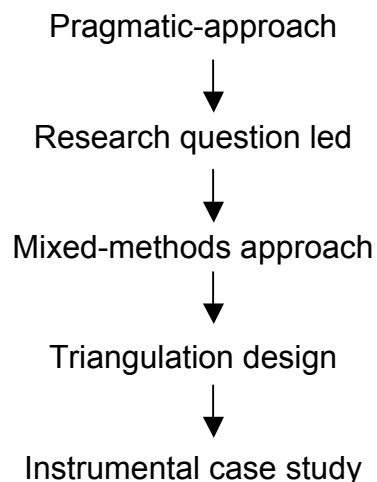 Pragmatic-approach
Research question led
Mixed-methods approach
Triangulation design
Instrumental case study